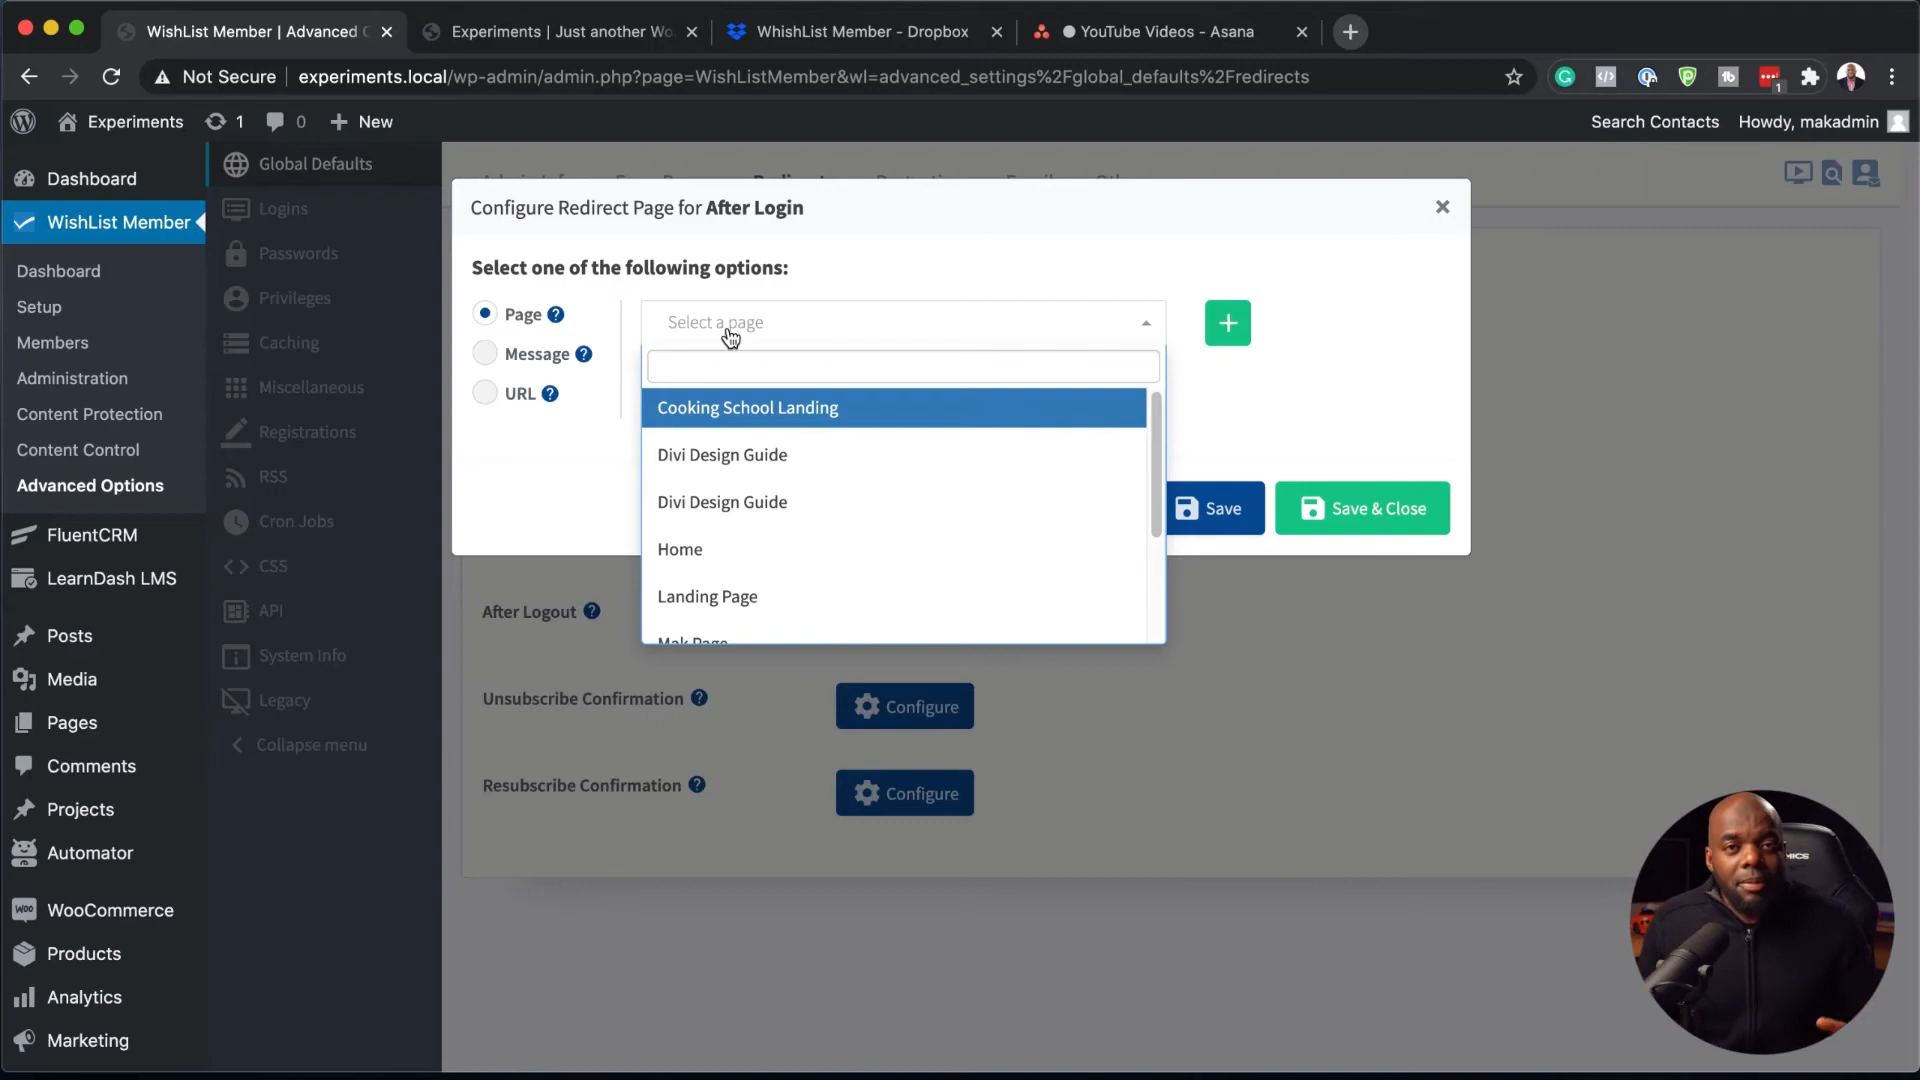 WishList Member | Advanced
Experiments | Just another Wo
WhishList Member - Dropbox
YouTube Videos - Asana
Not Secure
experiments.local/wp-admin/admin.php?page=WishListMember&wl=advanced_settings%2Fglobal_defaults%2Fredirects
1
Experiments
1
0
New
Search Contacts
Howdy, makadmin
Dashboard
WishList Member
Dashboard
Setup
Members
Administration
Content Protection
Content Control
Advanced Options
FluentCRM
LearnDash LMS
Posts
Media
Pages
Comments
Projects
Automator
WooCommerce
Products
Analytics
Marketing
Global Defaults
Logins
Passwords
Privileges
Caching
Miscellaneous
Registrations
RSS
Cron Jobs
CSS
API
System Info
Legacy
Collapse menu
Configure Redirect Page for After Login
Select one of the following options:
Page
Message
URL
Select a page
Cooking School Landing
Divi Design Guide
Divi Design Guide
Home
Landing Page
Mak Page
Save
Save & Close
After Logout
Unsubscribe Confirmation
Configure
Resubscribe Confirmation
Configure